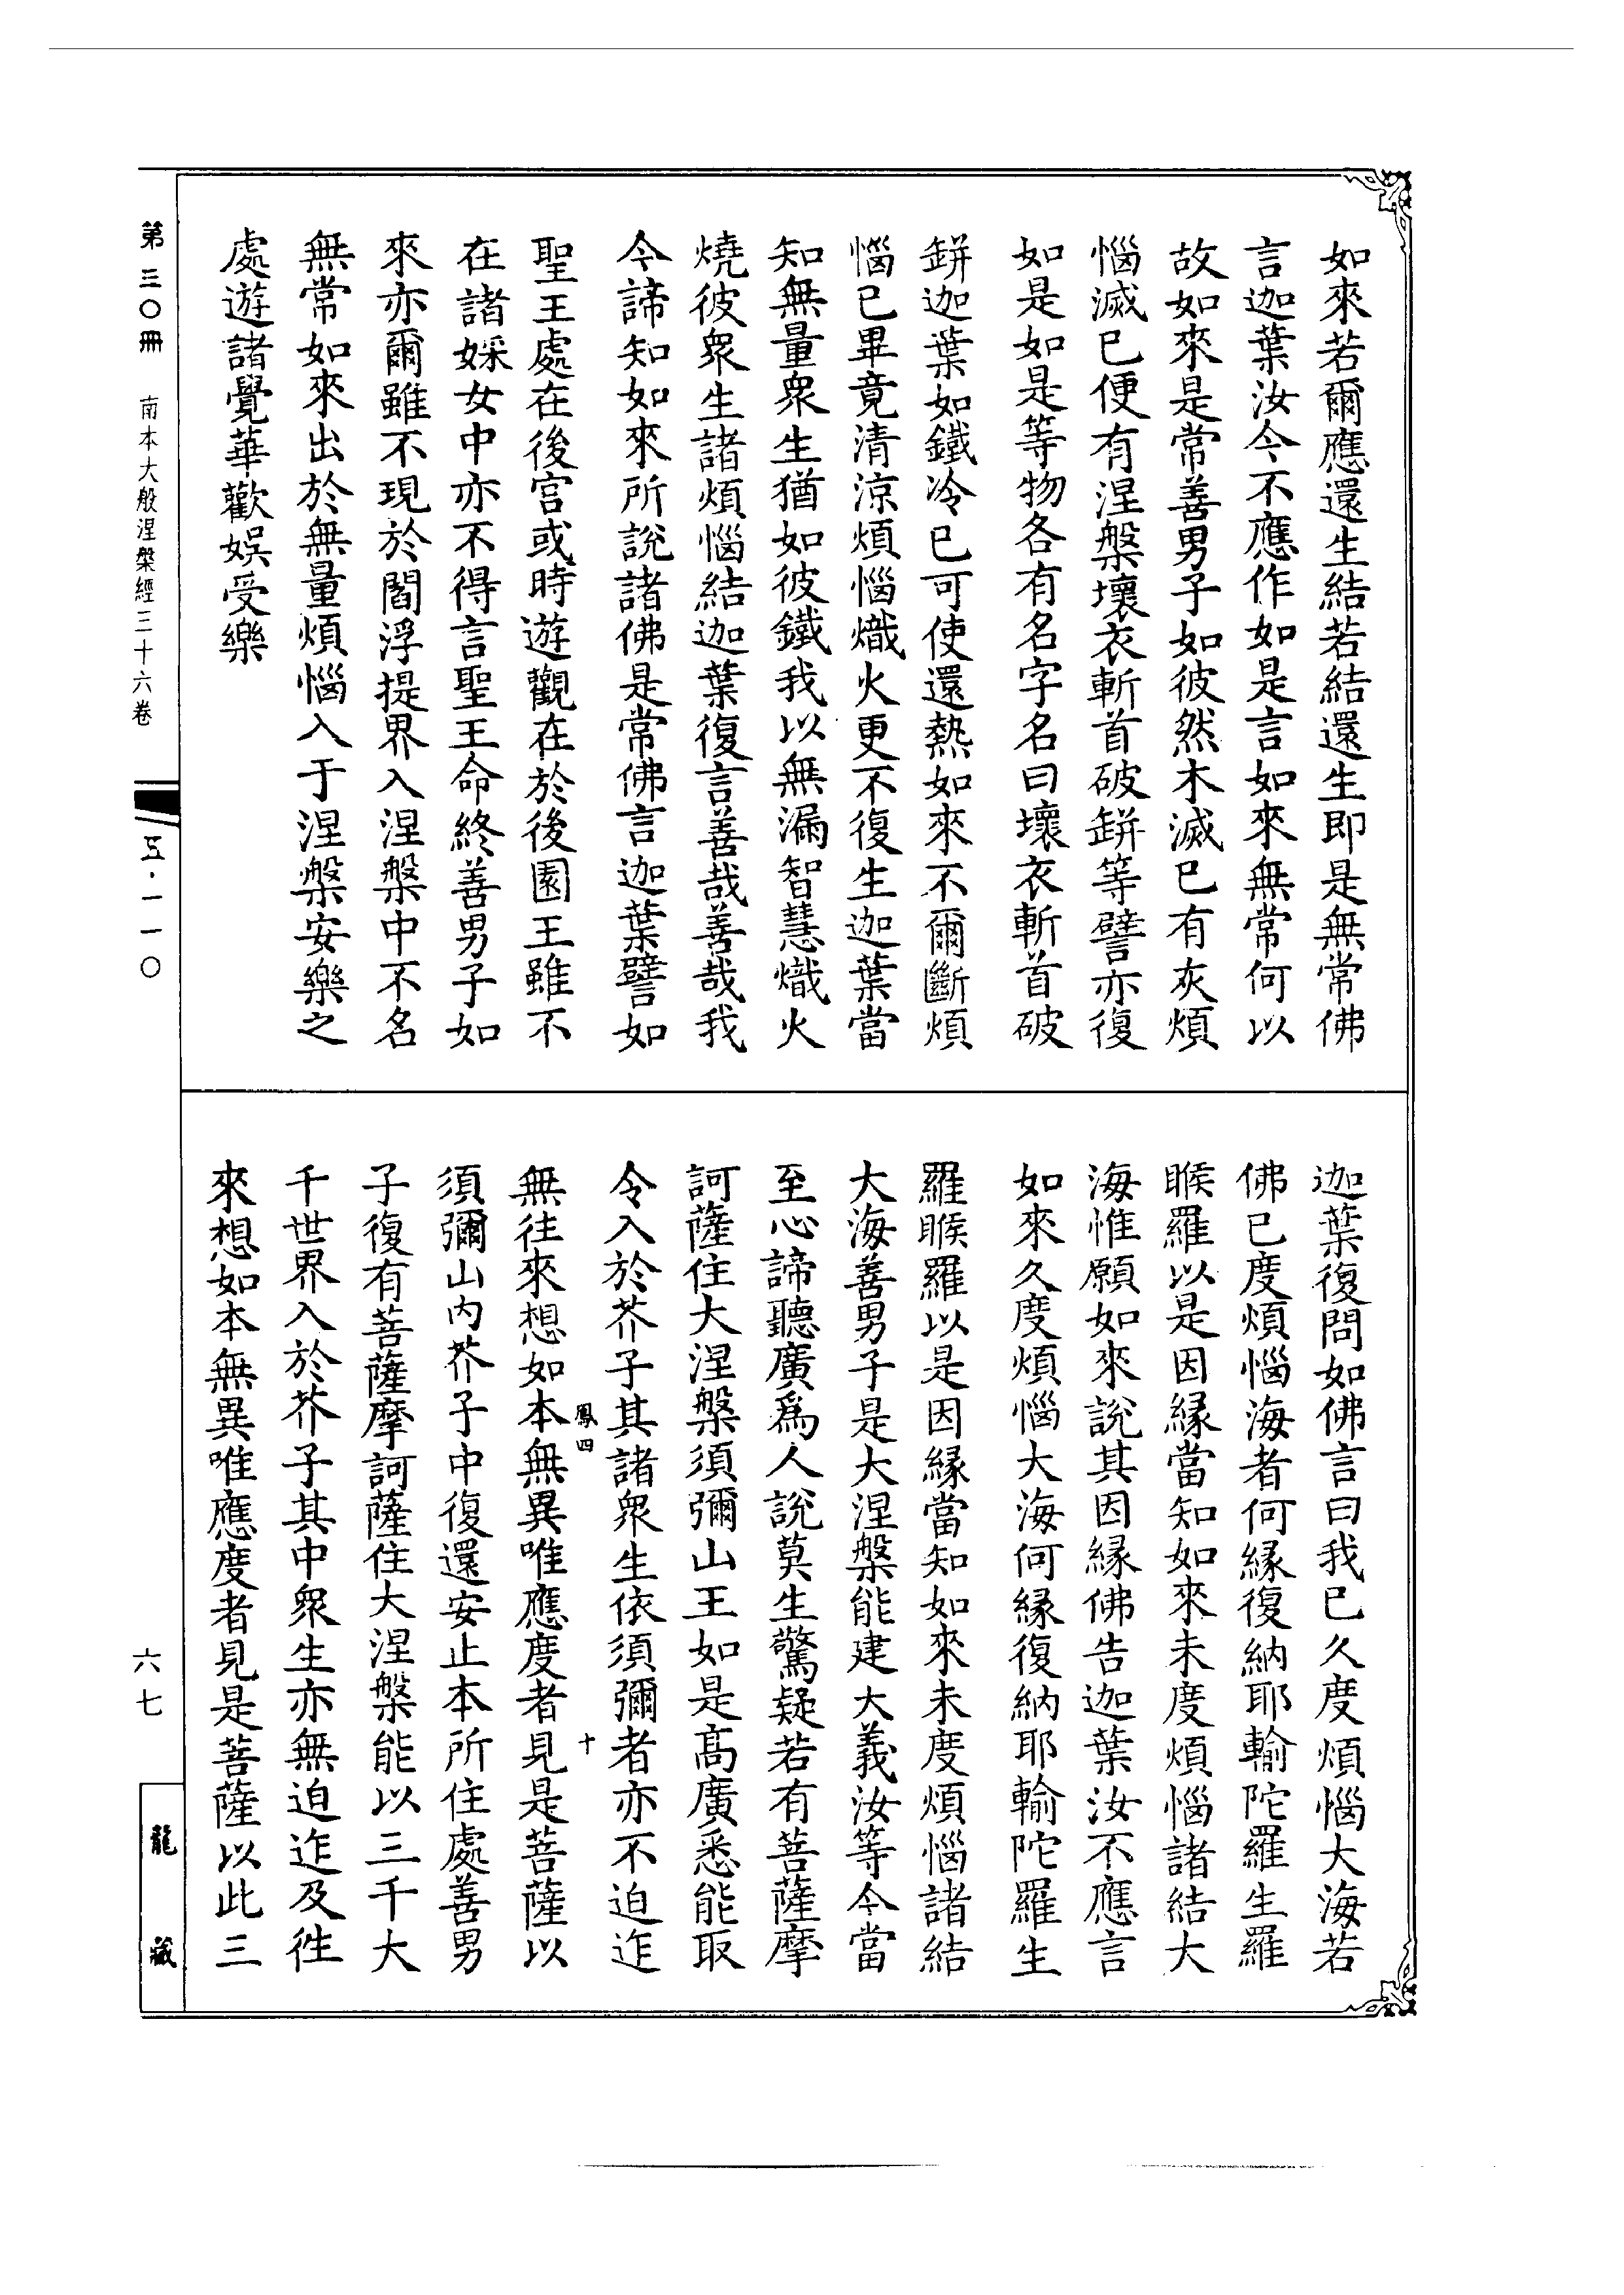 如來若爾應還生結若結還生即是無常佛
言迦葉汝今不應作如是言如來無常何以
故如來是常善男子如彼然木滅已有灰煩
惱滅已便有涅槃壞衣斬首破缾等譬亦復
如是如是等物各有名字名曰壞衣斬首破
缾迦葉如鐵冷已可使還熱如來不爾斷煩
惱已畢竟清涼煩惱熾火更不復生迦葉當
知無量衆生猶如彼鐵我以無漏智慧熾火
燒彼衆生諸煩惱結迦葉復言善哉善哉我
今諦知如來所說諸佛是常佛言迦葉譬如
聖王處在後宫或時遊觀在於後園王雖不
在諸婇女中亦不得言聖王命終善男子如
來亦爾雖不現於閻浮提界入涅槃中不名
無常如來出於無量煩惱入于涅槃安樂之
處遊諸覺華歡娛受樂
迦葉復問如佛言曰我已久度煩惱大海若
佛已度煩惱海者何縁復納耶輸陀羅生羅
睺羅以是因縁當知如來未度煩惱諸結大
海惟願如來說其因縁佛告迦葉汝不應言
如來久度煩惱大海何縁復納耶輸陀羅生
羅睺羅以是因縁當知如來未度煩惱諸結
大海善男子是大涅槃能建大義汝等今當
至心諦聽廣爲人說莫生驚疑若有菩薩摩
訶薩住大涅槃須彌山王如是高廣悉能取
令入於芥子其諸衆生依須彌者亦不迫迮
鳳四 十
無往來想如本無異唯應度者見是菩薩以
須彌山内芥子中復還安止本所住處善男
子復有菩薩摩訶薩住大涅槃能以三千大
千世界入於芥子其中衆生亦無迫迮及往
來想如本無異唯應度者見是菩薩以此三
第三〇冊 南本大般涅槃經三十六卷
五·一一〇
六七
龍藏